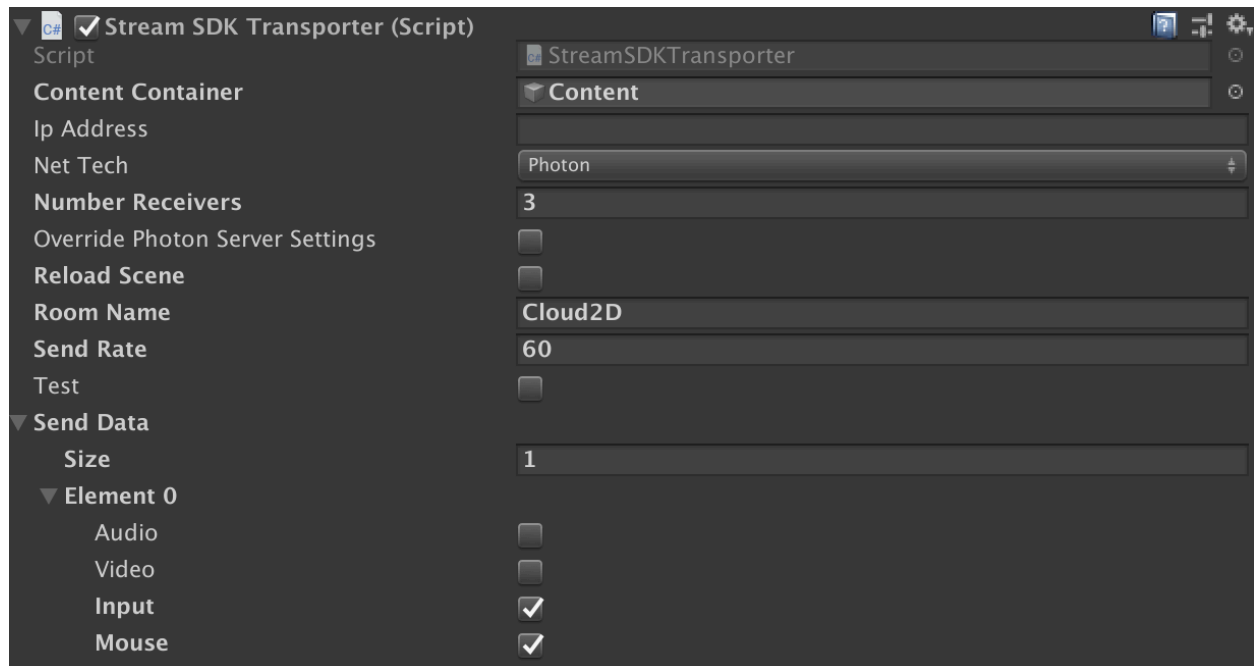 C# Stream SDK Transporter (Script) ?
Script C# StreamSDKTransporter
Content Container Content
Ip Address
Net Tech Photon
Number Receivers 3
Override Photon Server Settings
Reload Scene
Room Name Cloud2D
Send Rate 60
Test
Send Data
Size 1
Element 0
Audio
Video
Input
Mouse